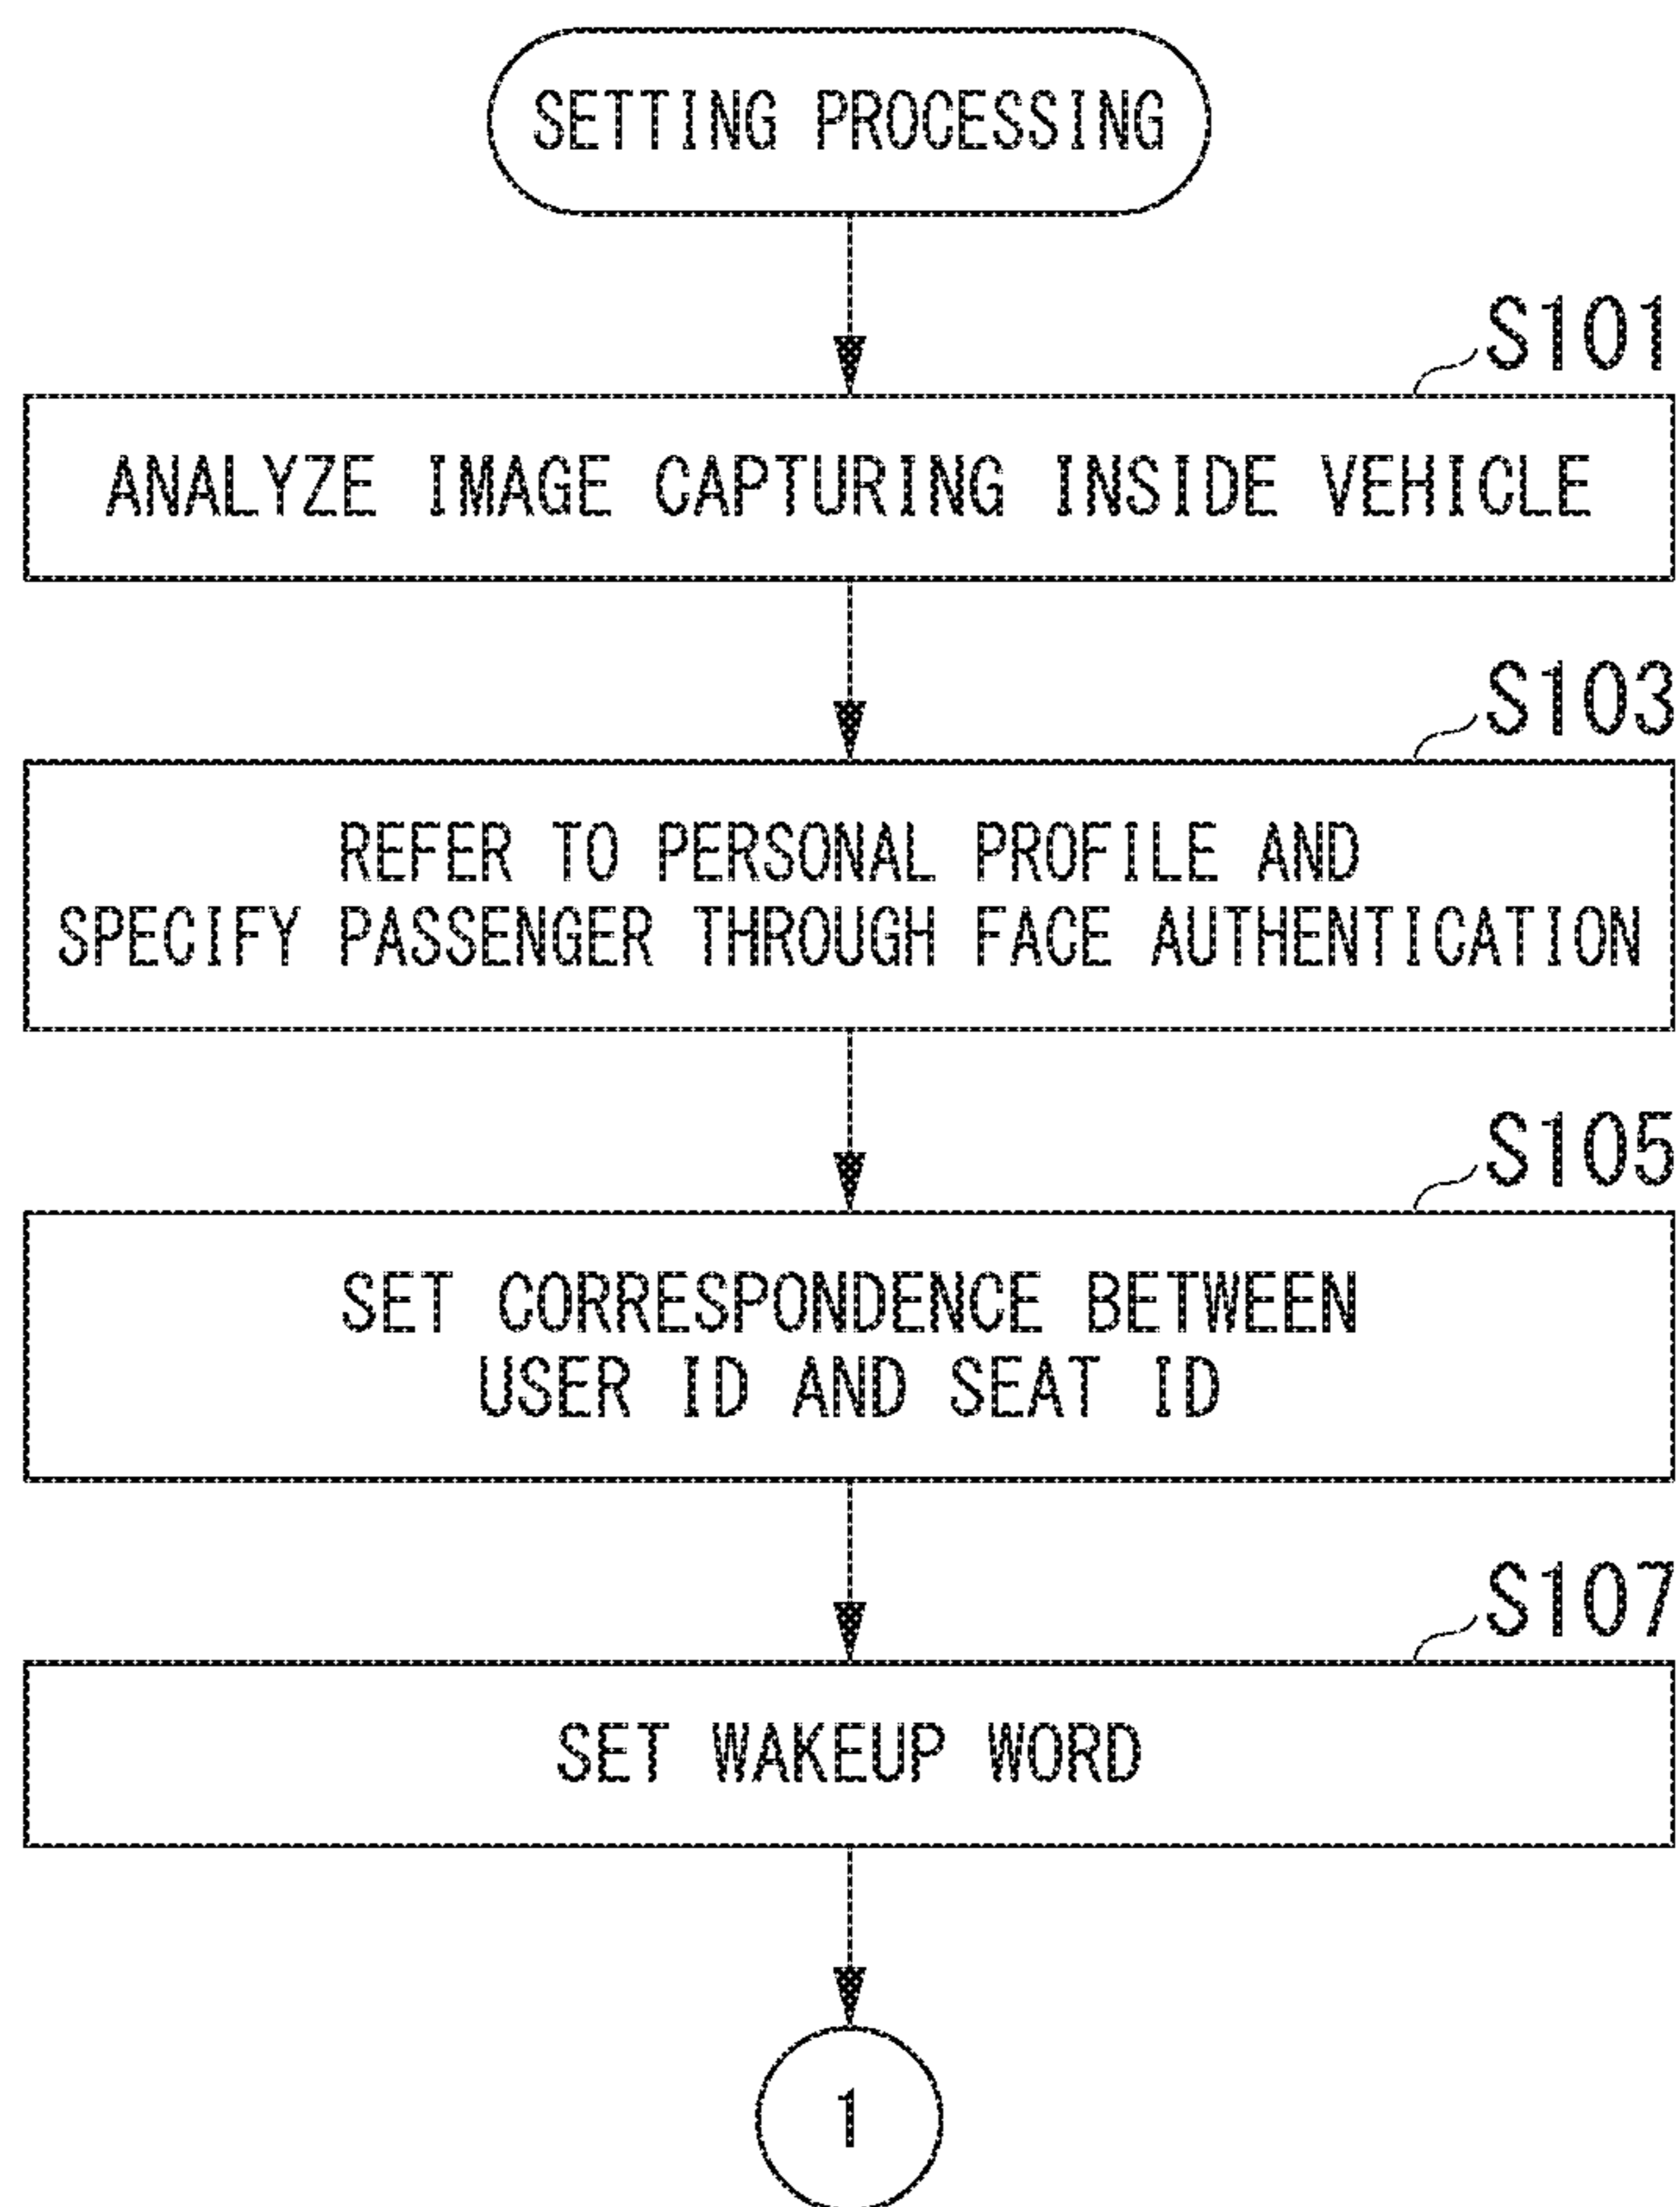 SETTING PROCESSING
S101
ANALYZE IMAGE CAPTURING INSIDE VEHICLE
S103
REFER TO PERSONAL PROFILE AND
SPECIFY PASSENGER THROUGH FACE AUTHENTICATION
S105
SET CORRESPONDENCE BETWEEN
USER ID AND SEAT ID
S107
SET WAKEUP WORD
1